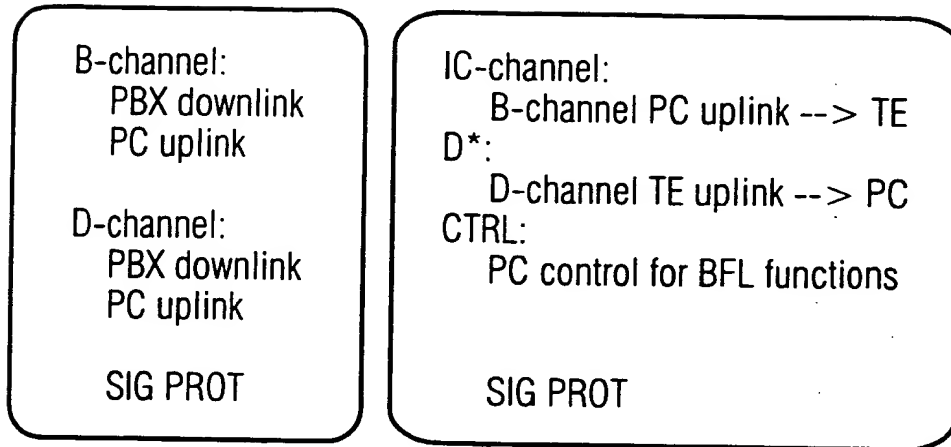 B-channel:
PBX downlink
PC uplink
D-channel:
PBX downlink
PC uplink
SIG PROT
IC-channel:
B-channel PC uplink --> TE
D*:
D-channel TE uplink --> PC
CTRL:
PC control for BFL functions
SIG PROT